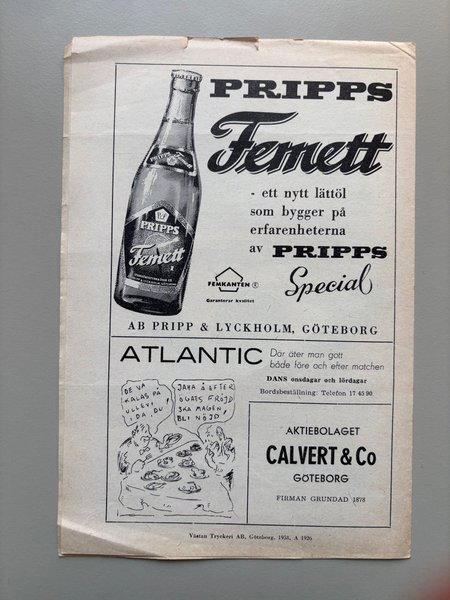 PRIPPS
Femett
- ett nytt lättöl
som bygger på
erfarenheterna
av PRIPPS
Special
PRIPPS
Femett
FEMKANTEN
Garanterar kvalitet
AB PRIPP & LYCKHOLM, GÖTEBORG
ATLANTIC
Där äter man gott
både före och efter matchen
DANS onsdagar och lördagar
Bordsbeställning: Telefon 17 45 90
DE VA
KALAS PÅ
ULLEVI
IDA, DU
JAHA Å EFTER
ÖGATS FRÖJD
SKA MAGEN
BLI NÖJD!
AKTIEBOLAGET
CALVERT & Co
GÖTEBORG
FIRMAN GRUNDAD 1878
Västan Tryckeri AB, Göteborg, 1958, A 1926